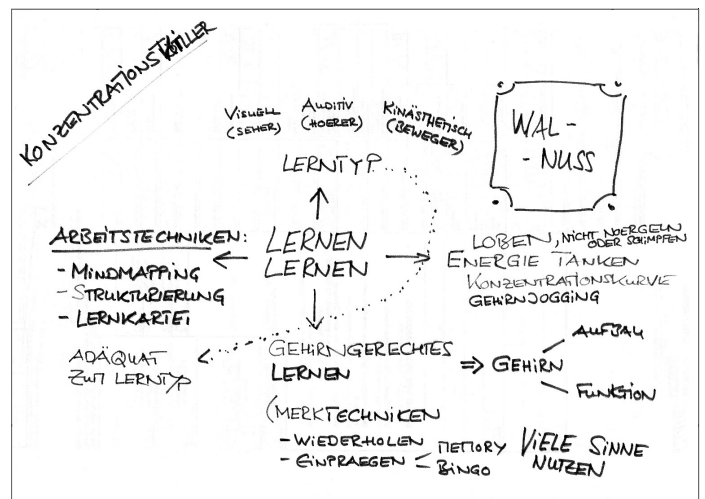 KONZENTRATIONSKILLER
VISUELL
(SEHER)
AUDITIV
(HOERER)
KINÄSTHETISCH
(BEWEGER)
LERNTYP
WAL-
-NUSS
ARBEITSTECHNIKEN:
- MINDMAPPING
- STRUKTURIERUNG
- LERNKARTEI
LERNEN
LERNEN
LOBEN, NICHT NOERGELN
ODER SCHIMPFEN
ENERGIE TANKEN
KONZENTRATIONSKURVE
GEHIRNJOGGING
ADÄQUAT
ZUM LERNTYP
GEHIRNGERECHTES
LERNEN
⇒ GEHIRN
AUFBAU
FUNKTION
(MERKTECHNIKEN
- WIEDERHOLEN
- EINPRAEGEN
MEMORY
BINGO
VIELE SINNE
NUTZEN